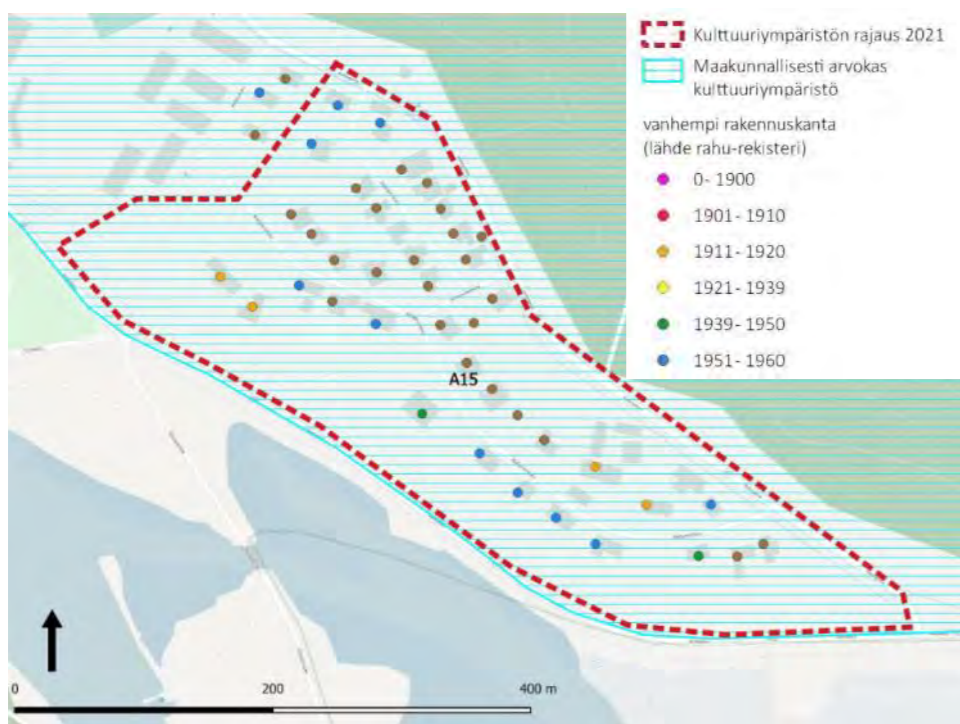 Kulttuuriympäristön rajaus 2021
Maakunnallisesti arvokas
kulttuuriympäristö
vanhempi rakennuskanta
(lähde rahu-rekisteri)
0- 1900
1901- 1910
1911- 1920
1921- 1939
1939- 1950
1951- 1960
A15
0
200
400 m